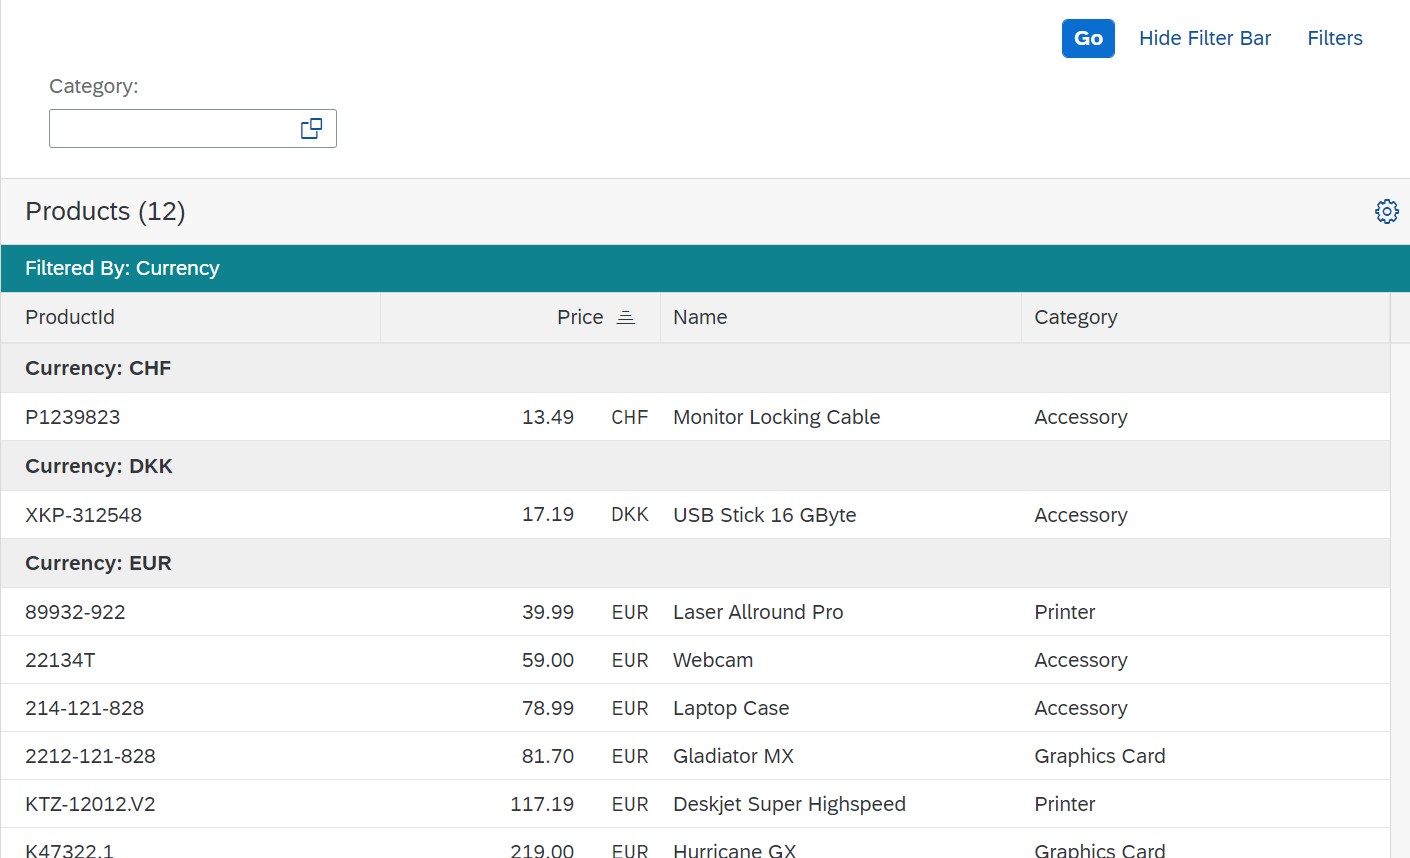 Go Hide Filter Bar Filters
Category:
Products (12)
Filtered By: Currency
ProductId Price Name Category
Currency: CHF
P1239823 13.49 CHF Monitor Locking Cable Accessory
Currency: DKK
XKP-312548 17.19 DKK USB Stick 16 GByte Accessory
Currency: EUR
89932-922 39.99 EUR Laser Allround Pro Printer
22134T 59.00 EUR Webcam Accessory
214-121-828 78.99 EUR Laptop Case Accessory
2212-121-828 81.70 EUR Gladiator MX Graphics Card
KTZ-12012.V2 117.19 EUR Deskjet Super Highspeed Printer
K47322.1 219.00 EUR Hurricane GX Graphics Card